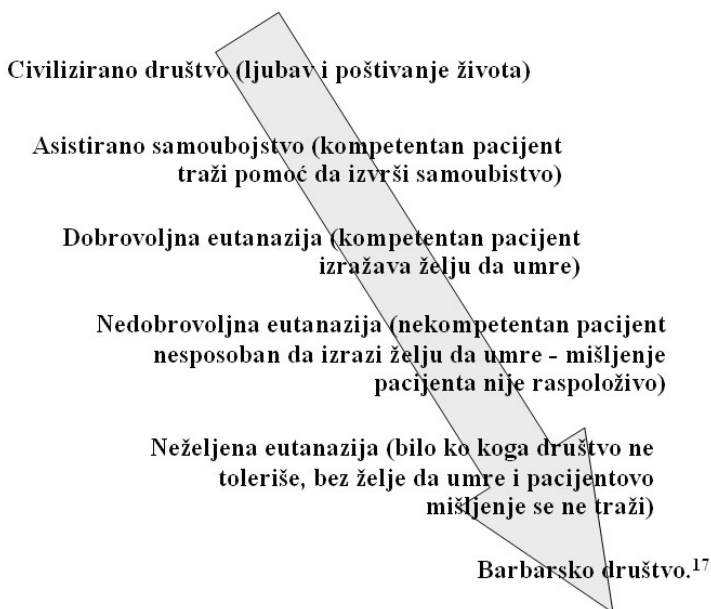 Civilizirano društvo (ljubav i poštivanje života)
Asistirano samoubojstvo (kompetentan pacijent
traži pomoć da izvrši samoubistvo)
Dobrovoljna eutanazija (kompetentan pacijent
izražava želju da umre)
Nedobrovoljna eutanazija (nekompetentan pacijent
nesposoban da izrazi želju da umre - mišljenje
pacijenta nije raspoloživo)
Neželjena eutanazija (bilo ko koga društvo ne
toleriše, bez želje da umre i pacijentovo
mišljenje se ne traži)
Barbarsko društvo.¹⁷